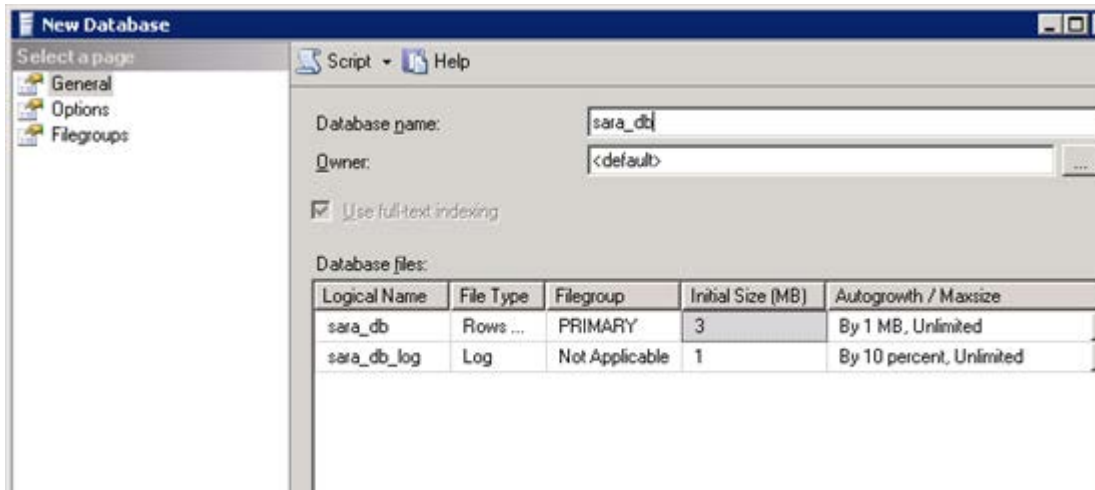 New Database
Select a page
General
Options
Filegroups
Script Help
Database name: sara_db
Owner: <default> ...
Use full-text indexing
Database files:
Logical Name File Type Filegroup Initial Size (MB) Autogrowth / Maxsize
sara_db Rows ... PRIMARY 3 By 1 MB, Unlimited
sara_db_log Log Not Applicable 1 By 10 percent, Unlimited